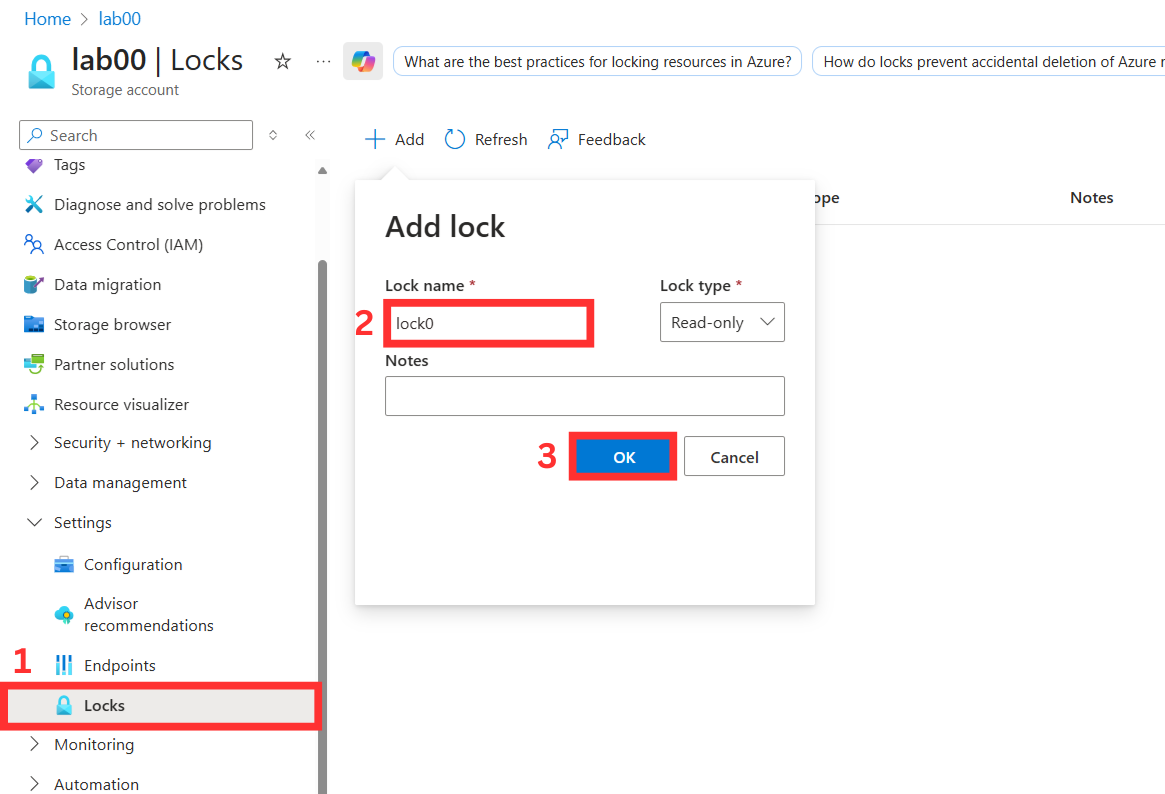 Home > lab00
lab00 | Locks
Storage account
What are the best practices for locking resources in Azure?
How do locks prevent accidental deletion of Azure r
Search
Add
Refresh
Feedback
Tags
Diagnose and solve problems
Access Control (IAM)
Data migration
Storage browser
Partner solutions
Resource visualizer
Security + networking
Data management
Settings
Configuration
Advisor
recommendations
1
Endpoints
Locks
Monitoring
Automation
ope
Notes
Add lock
Lock name *
Lock type *
2
lock0
Read-only
Notes
3
OK
Cancel